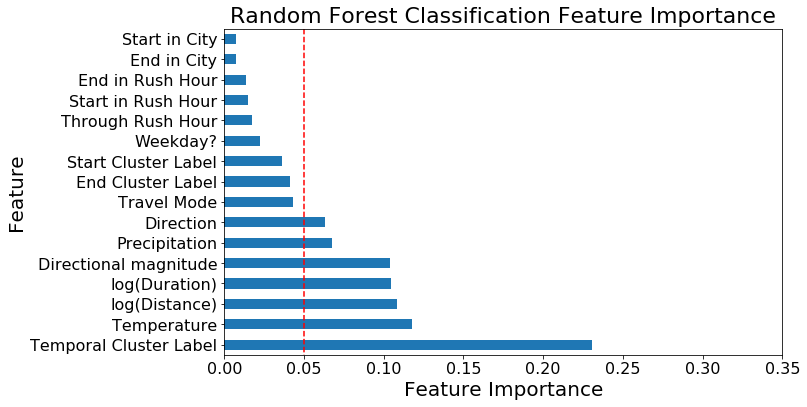 Random Forest Classification Feature Importance
Feature
Start in City
End in City
End in Rush Hour
Start in Rush Hour
Through Rush Hour
Weekday?
Start Cluster Label
End Cluster Label
Travel Mode
Direction
Precipitation
Directional magnitude
log(Duration)
log(Distance)
Temperature
Temporal Cluster Label
0.00 0.05 0.10 0.15 0.20 0.25 0.30 0.35
Feature Importance